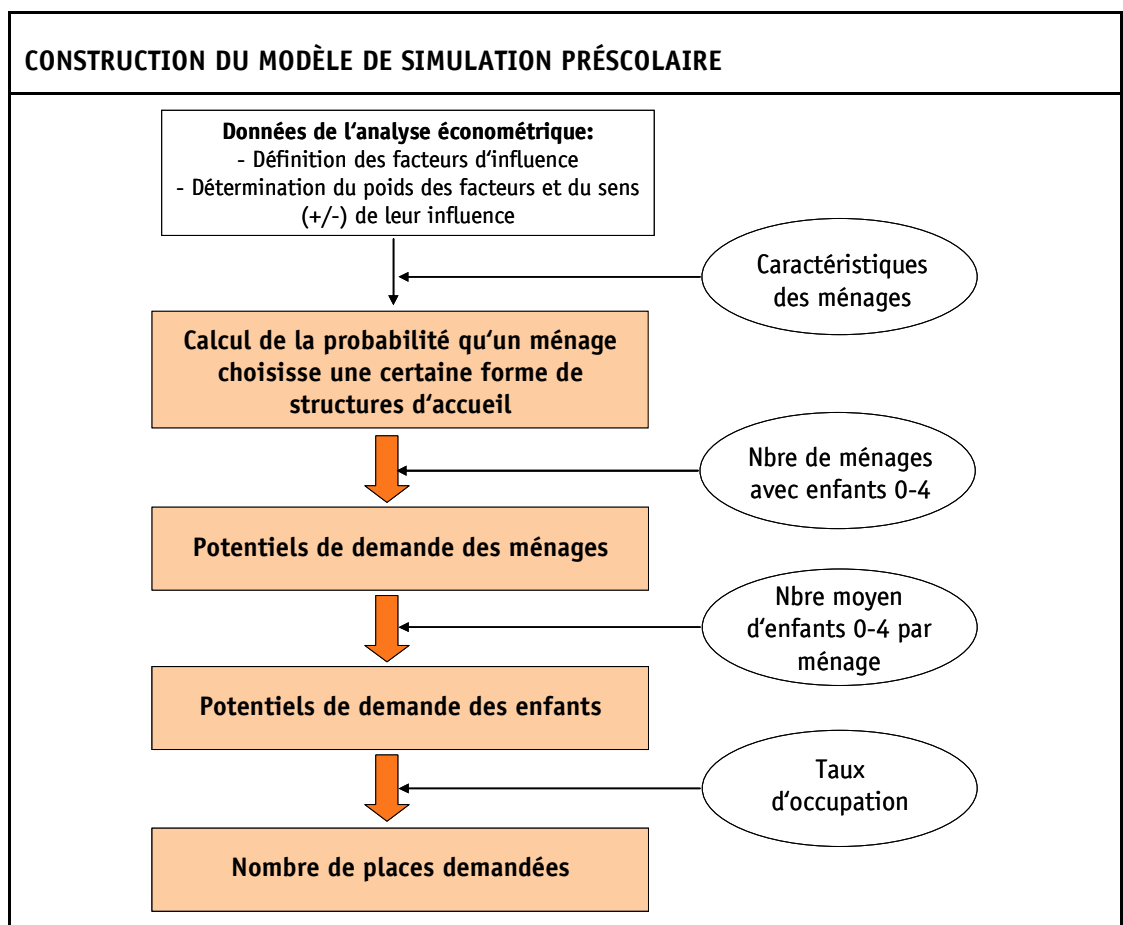 CONSTRUCTION DU MODÈLE DE SIMULATION PRÉSCOLAIRE
Données de l‘analyse économétrique:
- Définition des facteurs d‘influence
- Détermination du poids des facteurs et du sens
(+/-) de leur influence
Caractéristiques
des ménages
Calcul de la probabilité qu‘un ménage
choisisse une certaine forme de
structures d‘accueil
Nbre de ménages
avec enfants 0-4
Potentiels de demande des ménages
Nbre moyen
d‘enfants 0-4 par
ménage
Potentiels de demande des enfants
Taux
d‘occupation
Nombre de places demandées